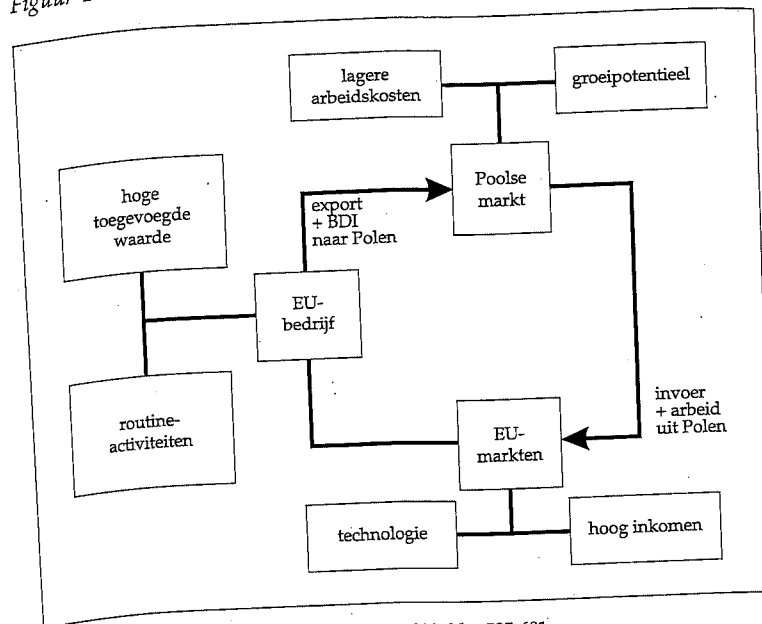 Figuur
lagere
arbeidskosten
groeipotentieel
hoge
toegevoegde
waarde
Poolse
markt
export
+ BDI
naar Polen
EU-
bedrijf
routine-
activiteiten
invoer
+ arbeid
uit Polen
EU-
markten
technologie
hoog inkomen